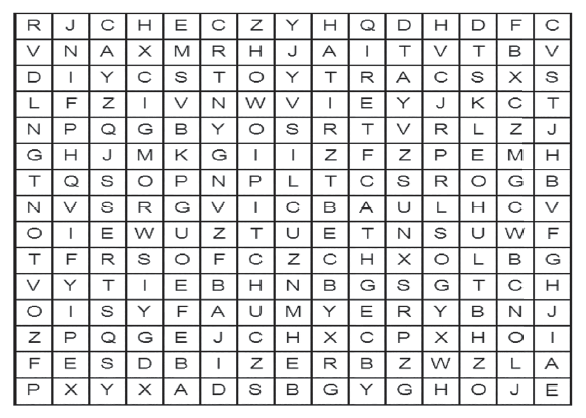 R J C H E C Z Y H Q D H D F C
V N A X M R H J A I T V T B V
D I Y C S T O Y T R A C S X S
L F Z I V N W V I E Y J K C T
N P Q G B Y O S R T V R L Z J
G H J M K G I I Z F Z P E M H
T Q S O P N P L T C S R O G B
N V S R G V I C B A U L H C V
O I E W U Z T U E T N S U W F
T F R S O F C Z C H X O L B G
V Y T I E B H N B G S G T C H
O I S Y F A U M Y E R Y B N J
Z P Q G E J C H X C P X H O I
F E S D B I Z E R B Z W Z L A
P X Y X A D S B G Y G H O J E